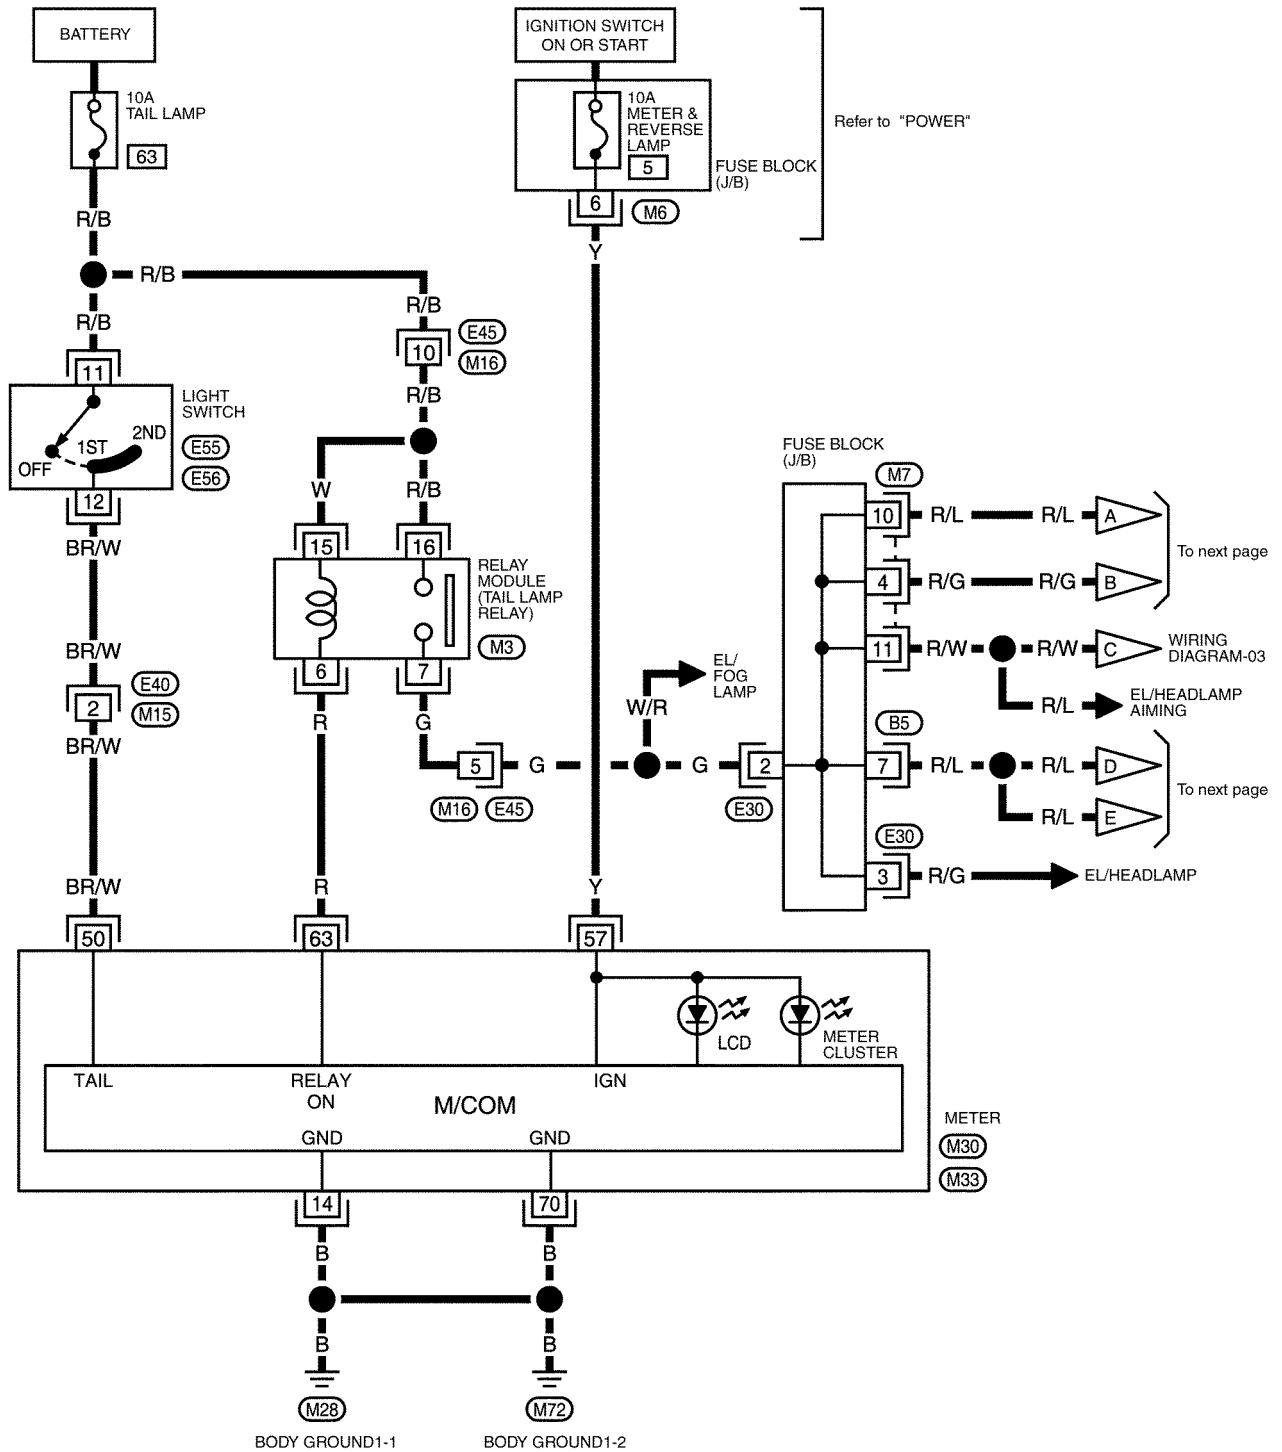 BATTERY
IGNITION SWITCH
ON OR START
10A
TAIL LAMP
63
10A
METER &
REVERSE
LAMP
5
FUSE BLOCK
(J/B)
Refer to "POWER"
6
M6
R/B
Y
R/B
R/B
R/B
E45
10
M16
11
R/B
LIGHT
SWITCH
1ST
2ND
OFF
E55
E56
12
W
R/B
BR/W
15
16
RELAY
MODULE
(TAIL LAMP
RELAY)
M3
6
7
BR/W
E40
2
M15
BR/W
R
G
5
G
M16
E45
W/R
EL/
FOG
LAMP
G
2
E30
FUSE BLOCK
(J/B)
M7
10
R/L
R/L
A
To next page
4
R/G
R/G
B
11
R/W
R/W
C
WIRING
DIAGRAM-03
R/L
EL/HEADLAMP
AIMING
B5
7
R/L
R/L
D
To next page
R/L
E
E30
3
R/G
EL/HEADLAMP
BR/W
R
Y
50
63
57
LCD
METER
CLUSTER
TAIL
RELAY
ON
IGN
M/COM
GND
GND
METER
M30
M33
14
70
B
B
B
B
M28
M72
BODY GROUND1-1
BODY GROUND1-2